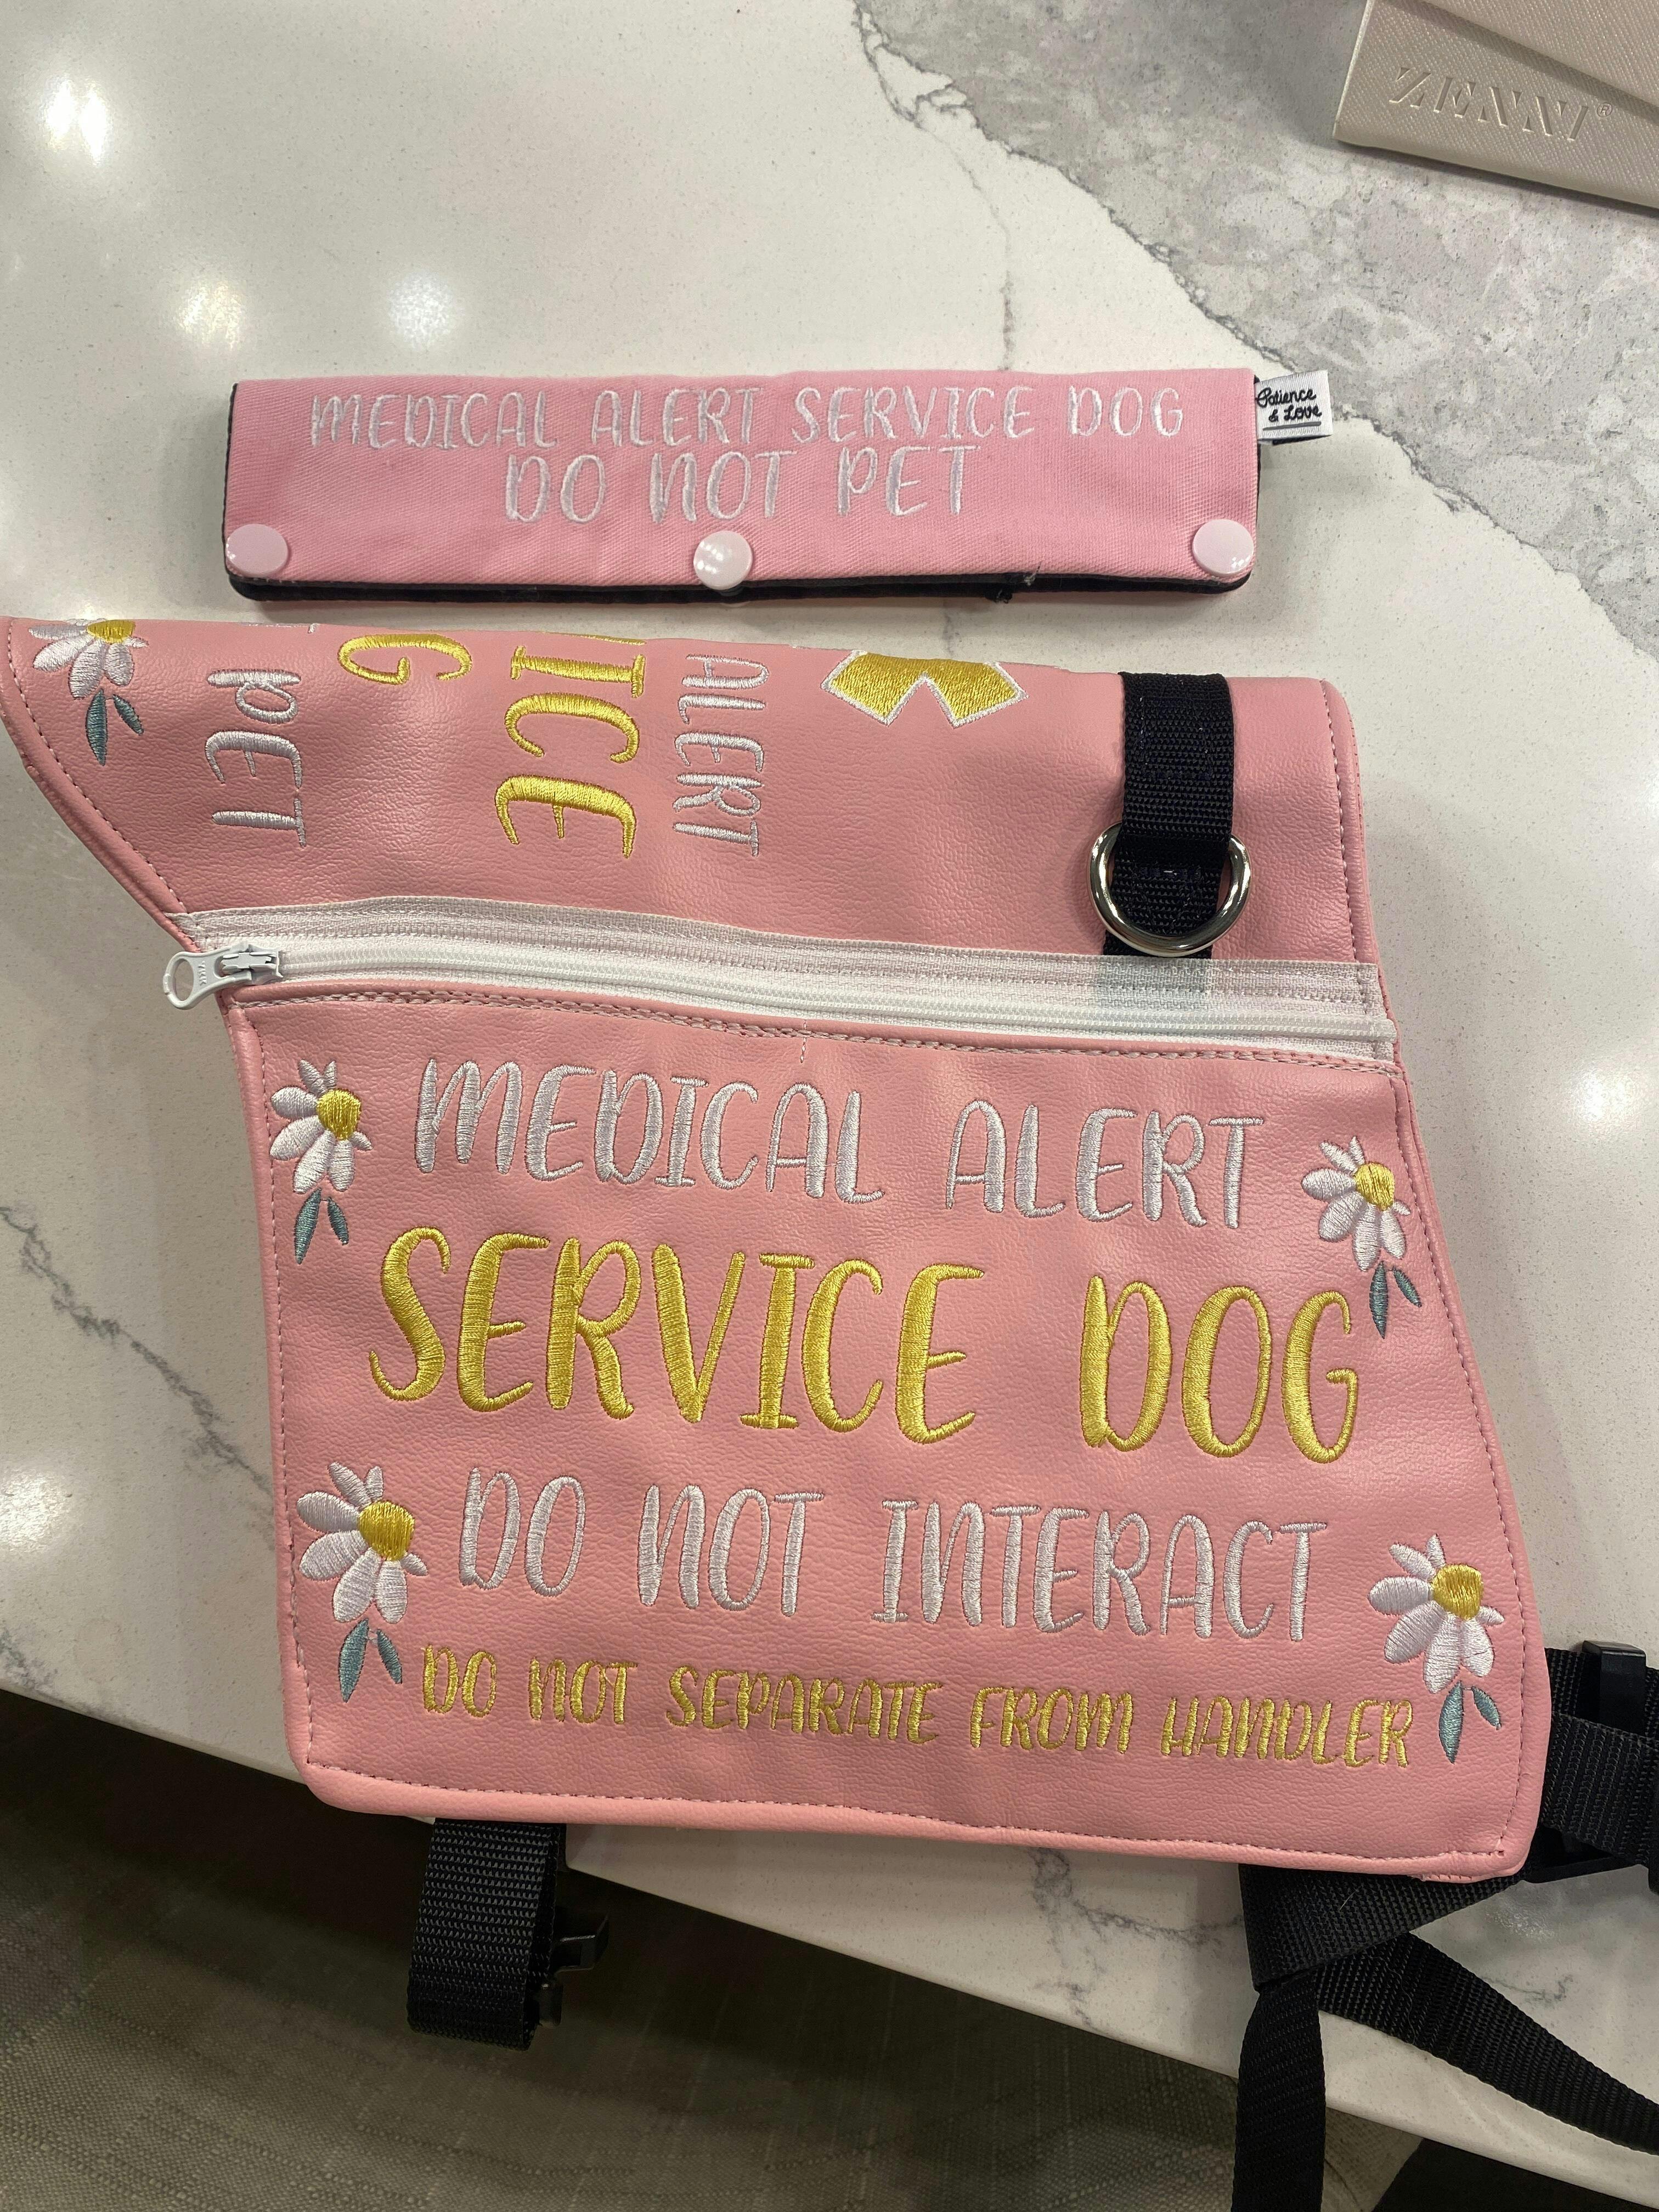 ZENNI®
MEDICAL ALERT SERVICE DOG
DO NOT PET
Patience
& Love
PET
G
ICE
ALERT
MEDICAL ALERT
SERVICE DOG
DO NOT INTERACT
DO NOT SEPARATE FROM HANDLER